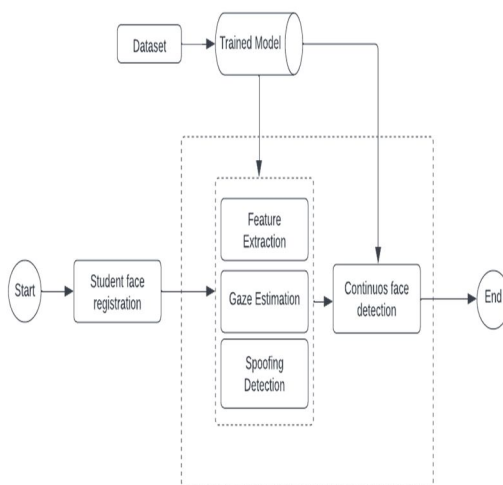 Dataset
Trained Model
Feature
Extraction
Start
Student face
registration
Gaze Estimation
Continuos face
detection
End
Spoofing
Detection